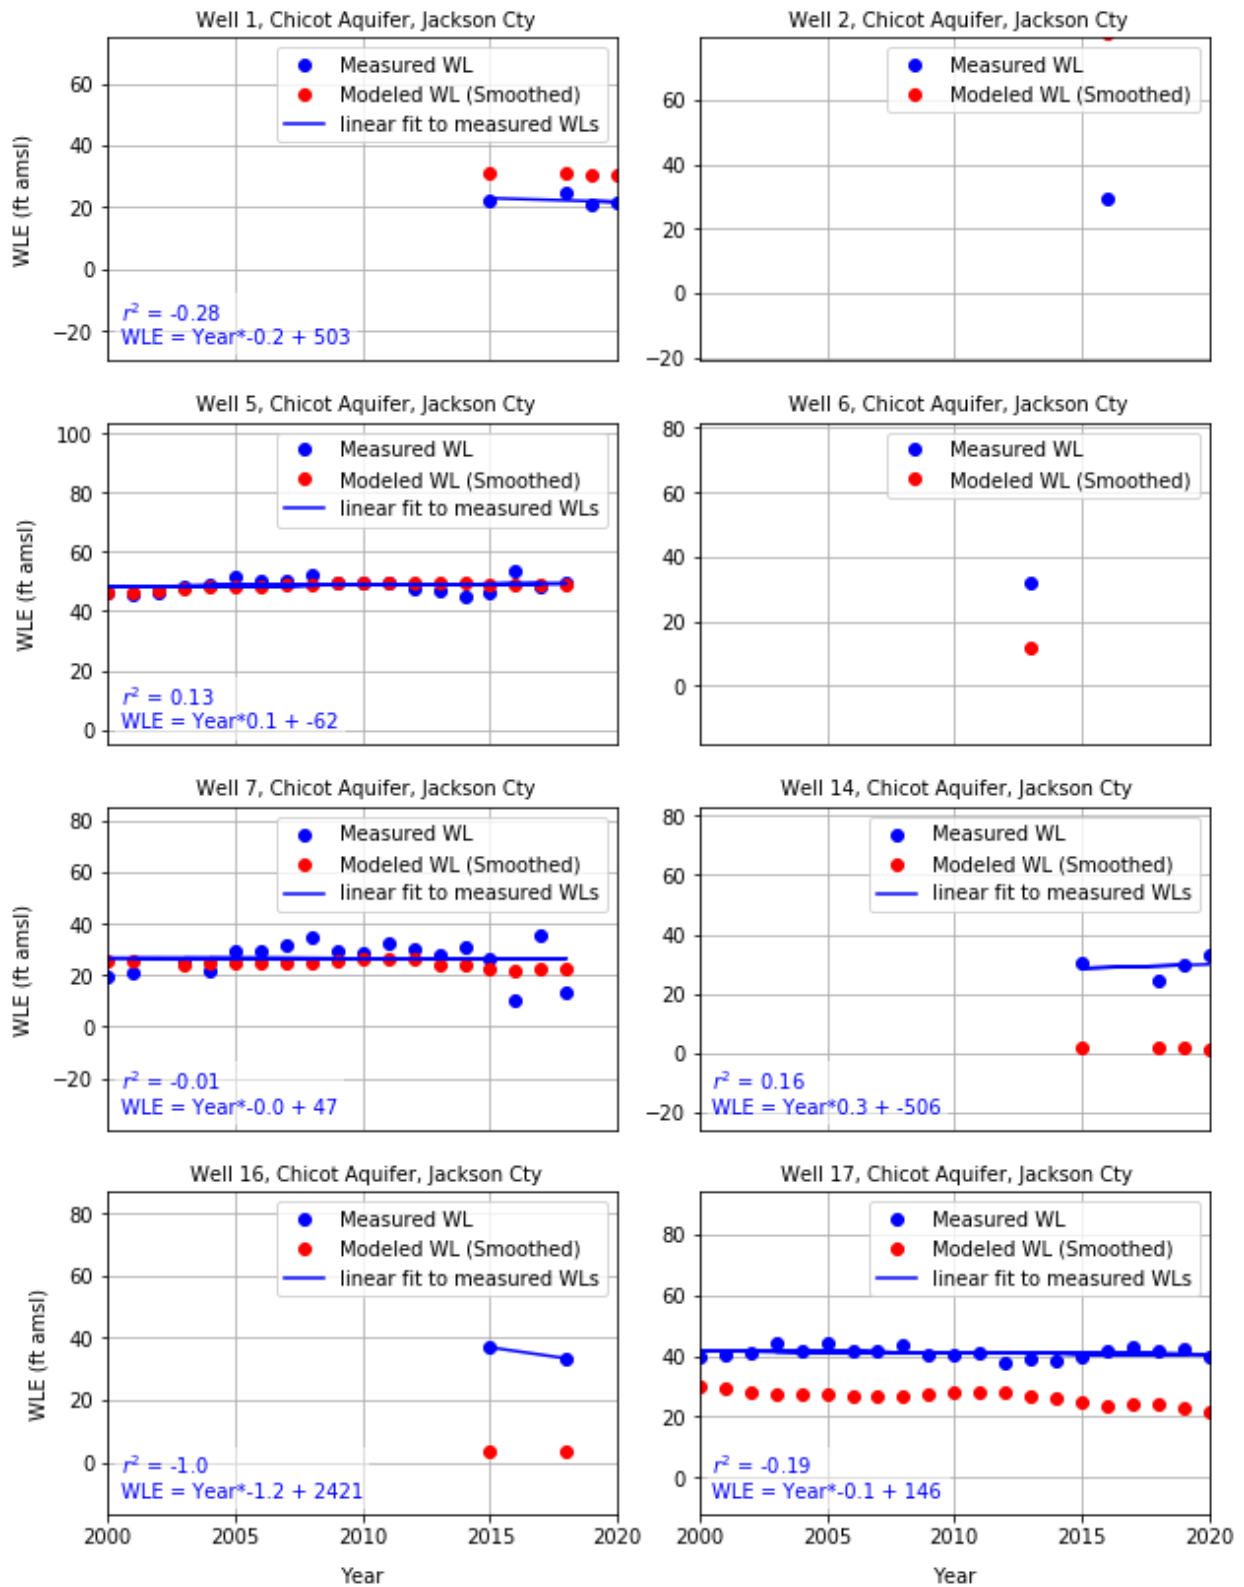 Well 1, Chicot Aquifer, Jackson Cty
Measured WL
Modeled WL (Smoothed)
linear fit to measured WLs
WLE (ft amsl)
60
40
20
0
−20
r² = -0.28
WLE = Year*-0.2 + 503
Well 2, Chicot Aquifer, Jackson Cty
Measured WL
Modeled WL (Smoothed)
60
40
20
0
−20
Well 5, Chicot Aquifer, Jackson Cty
Measured WL
Modeled WL (Smoothed)
linear fit to measured WLs
WLE (ft amsl)
100
80
60
40
20
0
r² = 0.13
WLE = Year*0.1 + -62
Well 6, Chicot Aquifer, Jackson Cty
Measured WL
Modeled WL (Smoothed)
80
60
40
20
0
Well 7, Chicot Aquifer, Jackson Cty
Measured WL
Modeled WL (Smoothed)
linear fit to measured WLs
WLE (ft amsl)
80
60
40
20
0
−20
r² = -0.01
WLE = Year*-0.0 + 47
Well 14, Chicot Aquifer, Jackson Cty
Measured WL
Modeled WL (Smoothed)
linear fit to measured WLs
80
60
40
20
0
−20
r² = 0.16
WLE = Year*0.3 + -506
Well 16, Chicot Aquifer, Jackson Cty
Measured WL
Modeled WL (Smoothed)
linear fit to measured WLs
WLE (ft amsl)
80
60
40
20
0
r² = -1.0
WLE = Year*-1.2 + 2421
2000
2005
2010
2015
2020
Year
Well 17, Chicot Aquifer, Jackson Cty
Measured WL
Modeled WL (Smoothed)
linear fit to measured WLs
80
60
40
20
0
r² = -0.19
WLE = Year*-0.1 + 146
2000
2005
2010
2015
2020
Year